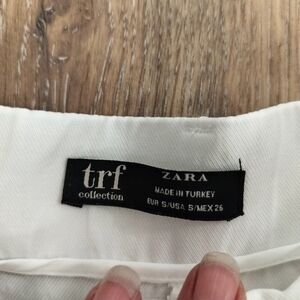 trf
collection
ZARA
MADE IN TURKEY
EUR S/USA S/MEX 26